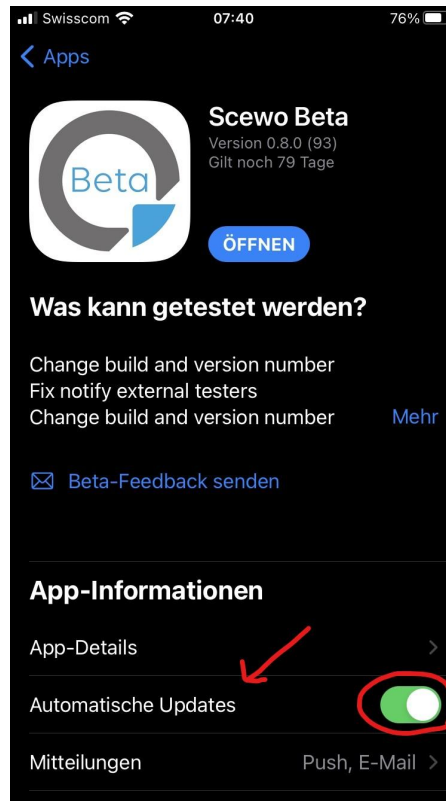 Swisscom 07:40 76%
Apps
Beta
Scewo Beta
Version 0.8.0 (93)
Gilt noch 79 Tage
ÖFFNEN
Was kann getestet werden?
Change build and version number
Fix notify external testers
Change build and version number Mehr
Beta-Feedback senden
App-Informationen
App-Details
Automatische Updates
Mitteilungen Push, E-Mail